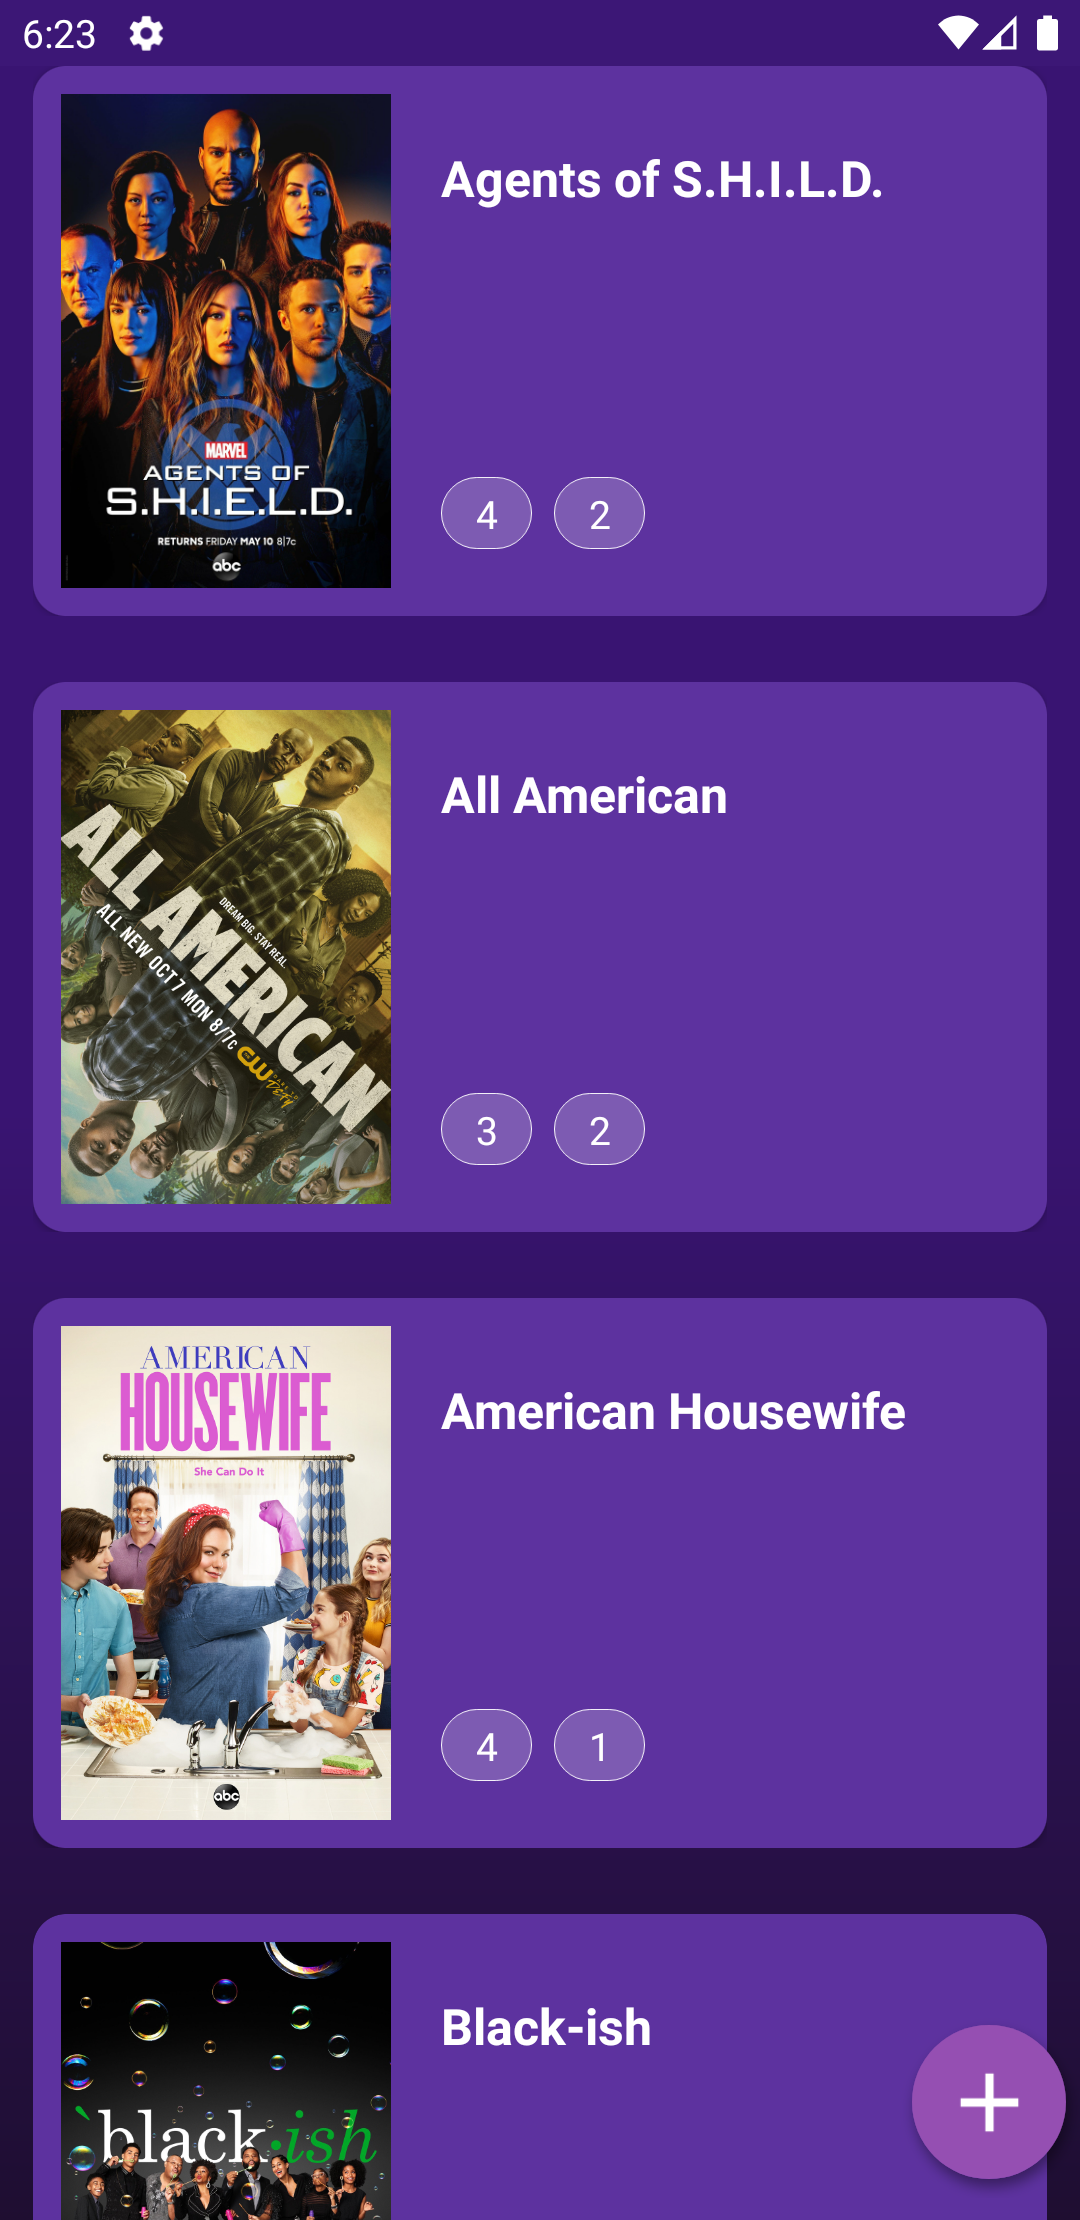 6:23
Agents of S.H.I.L.D.
MARVEL
AGENTS OF
S.H.I.E.L.D.
RETURNS FRIDAY MAY 10 8|7c
abc
4 2
All American
ALL AMERICAN
DREAM BIG. STAY REAL.
ALL NEW OCT 7 MON 8/7c
CW
3 2
American Housewife
AMERICAN
HOUSEWIFE
She Can Do It
abc
4 1
Black-ish
`black·ish